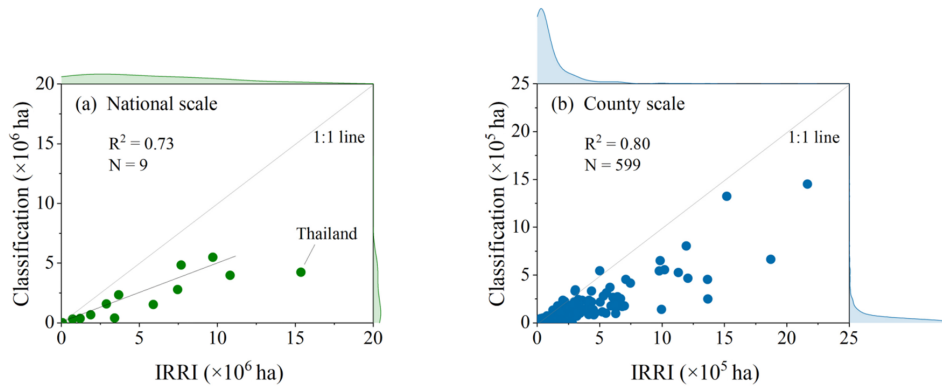 (a) National scale
R² = 0.73
N = 9
1:1 line
Thailand
Classification (×10⁶ ha)
20
15
10
5
0
0 5 10 15 20
IRRI (×10⁶ ha)
(b) County scale
R² = 0.80
N = 599
1:1 line
Classification (×10⁵ ha)
25
20
15
10
5
0
0 5 10 15 20 25
IRRI (×10⁵ ha)